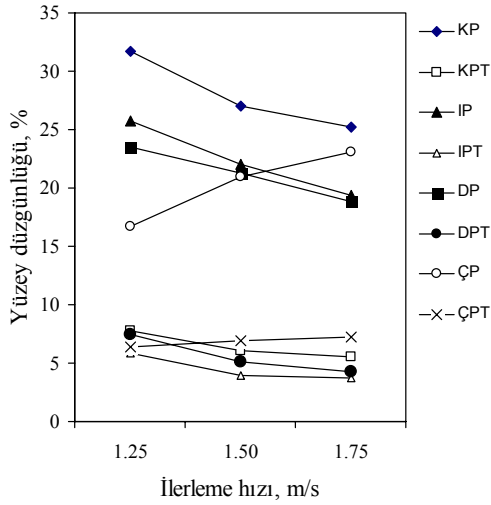 35
30
25
20
15
10
5
0
Yüzey düzgünlüğü, %
1.25 1.50 1.75
İlerleme hızı, m/s
KP
KPT
IP
IPT
DP
DPT
ÇP
ÇPT